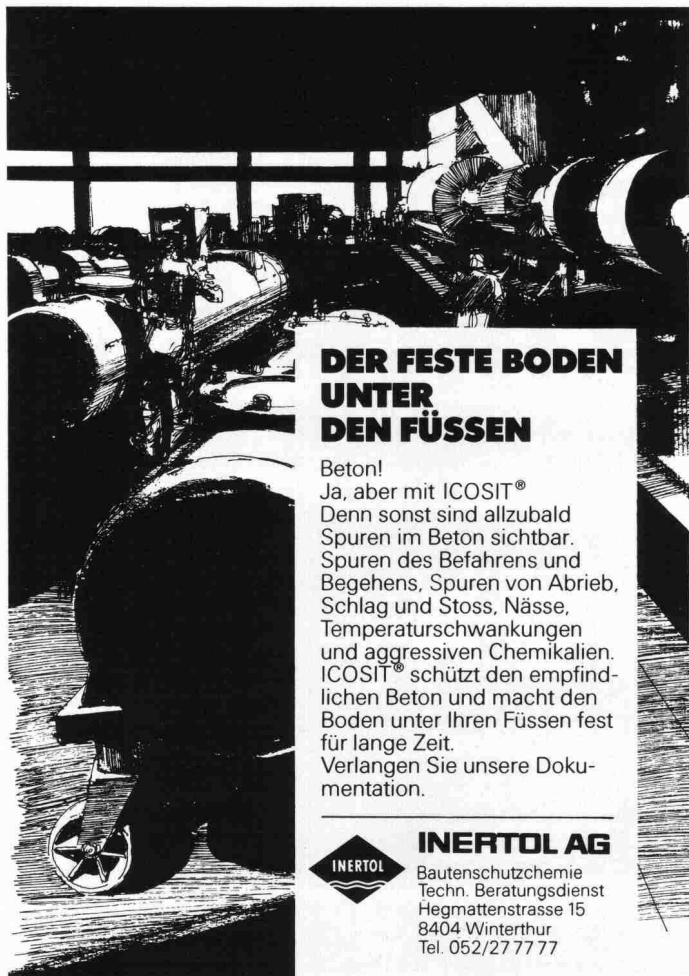 DER FESTE BODEN
UNTER
DEN FÜSSEN
Beton!
Ja, aber mit ICOSIT®
Denn sonst sind allzubald
Spuren im Beton sichtbar.
Spuren des Befahrens und
Begehens, Spuren von Abrieb,
Schlag und Stoss, Nässe,
Temperaturschwankungen
und aggressiven Chemikalien.
ICOSIT® schützt den empfind-
lichen Beton und macht den
Boden unter Ihren Füssen fest
für lange Zeit.
Verlangen Sie unsere Doku-
mentation.
INERTOL
INERTOL AG
Bautenschutzchemie
Techn. Beratungsdienst
Hegmattenstrasse 15
8404 Winterthur
Tel. 052/27 77 77